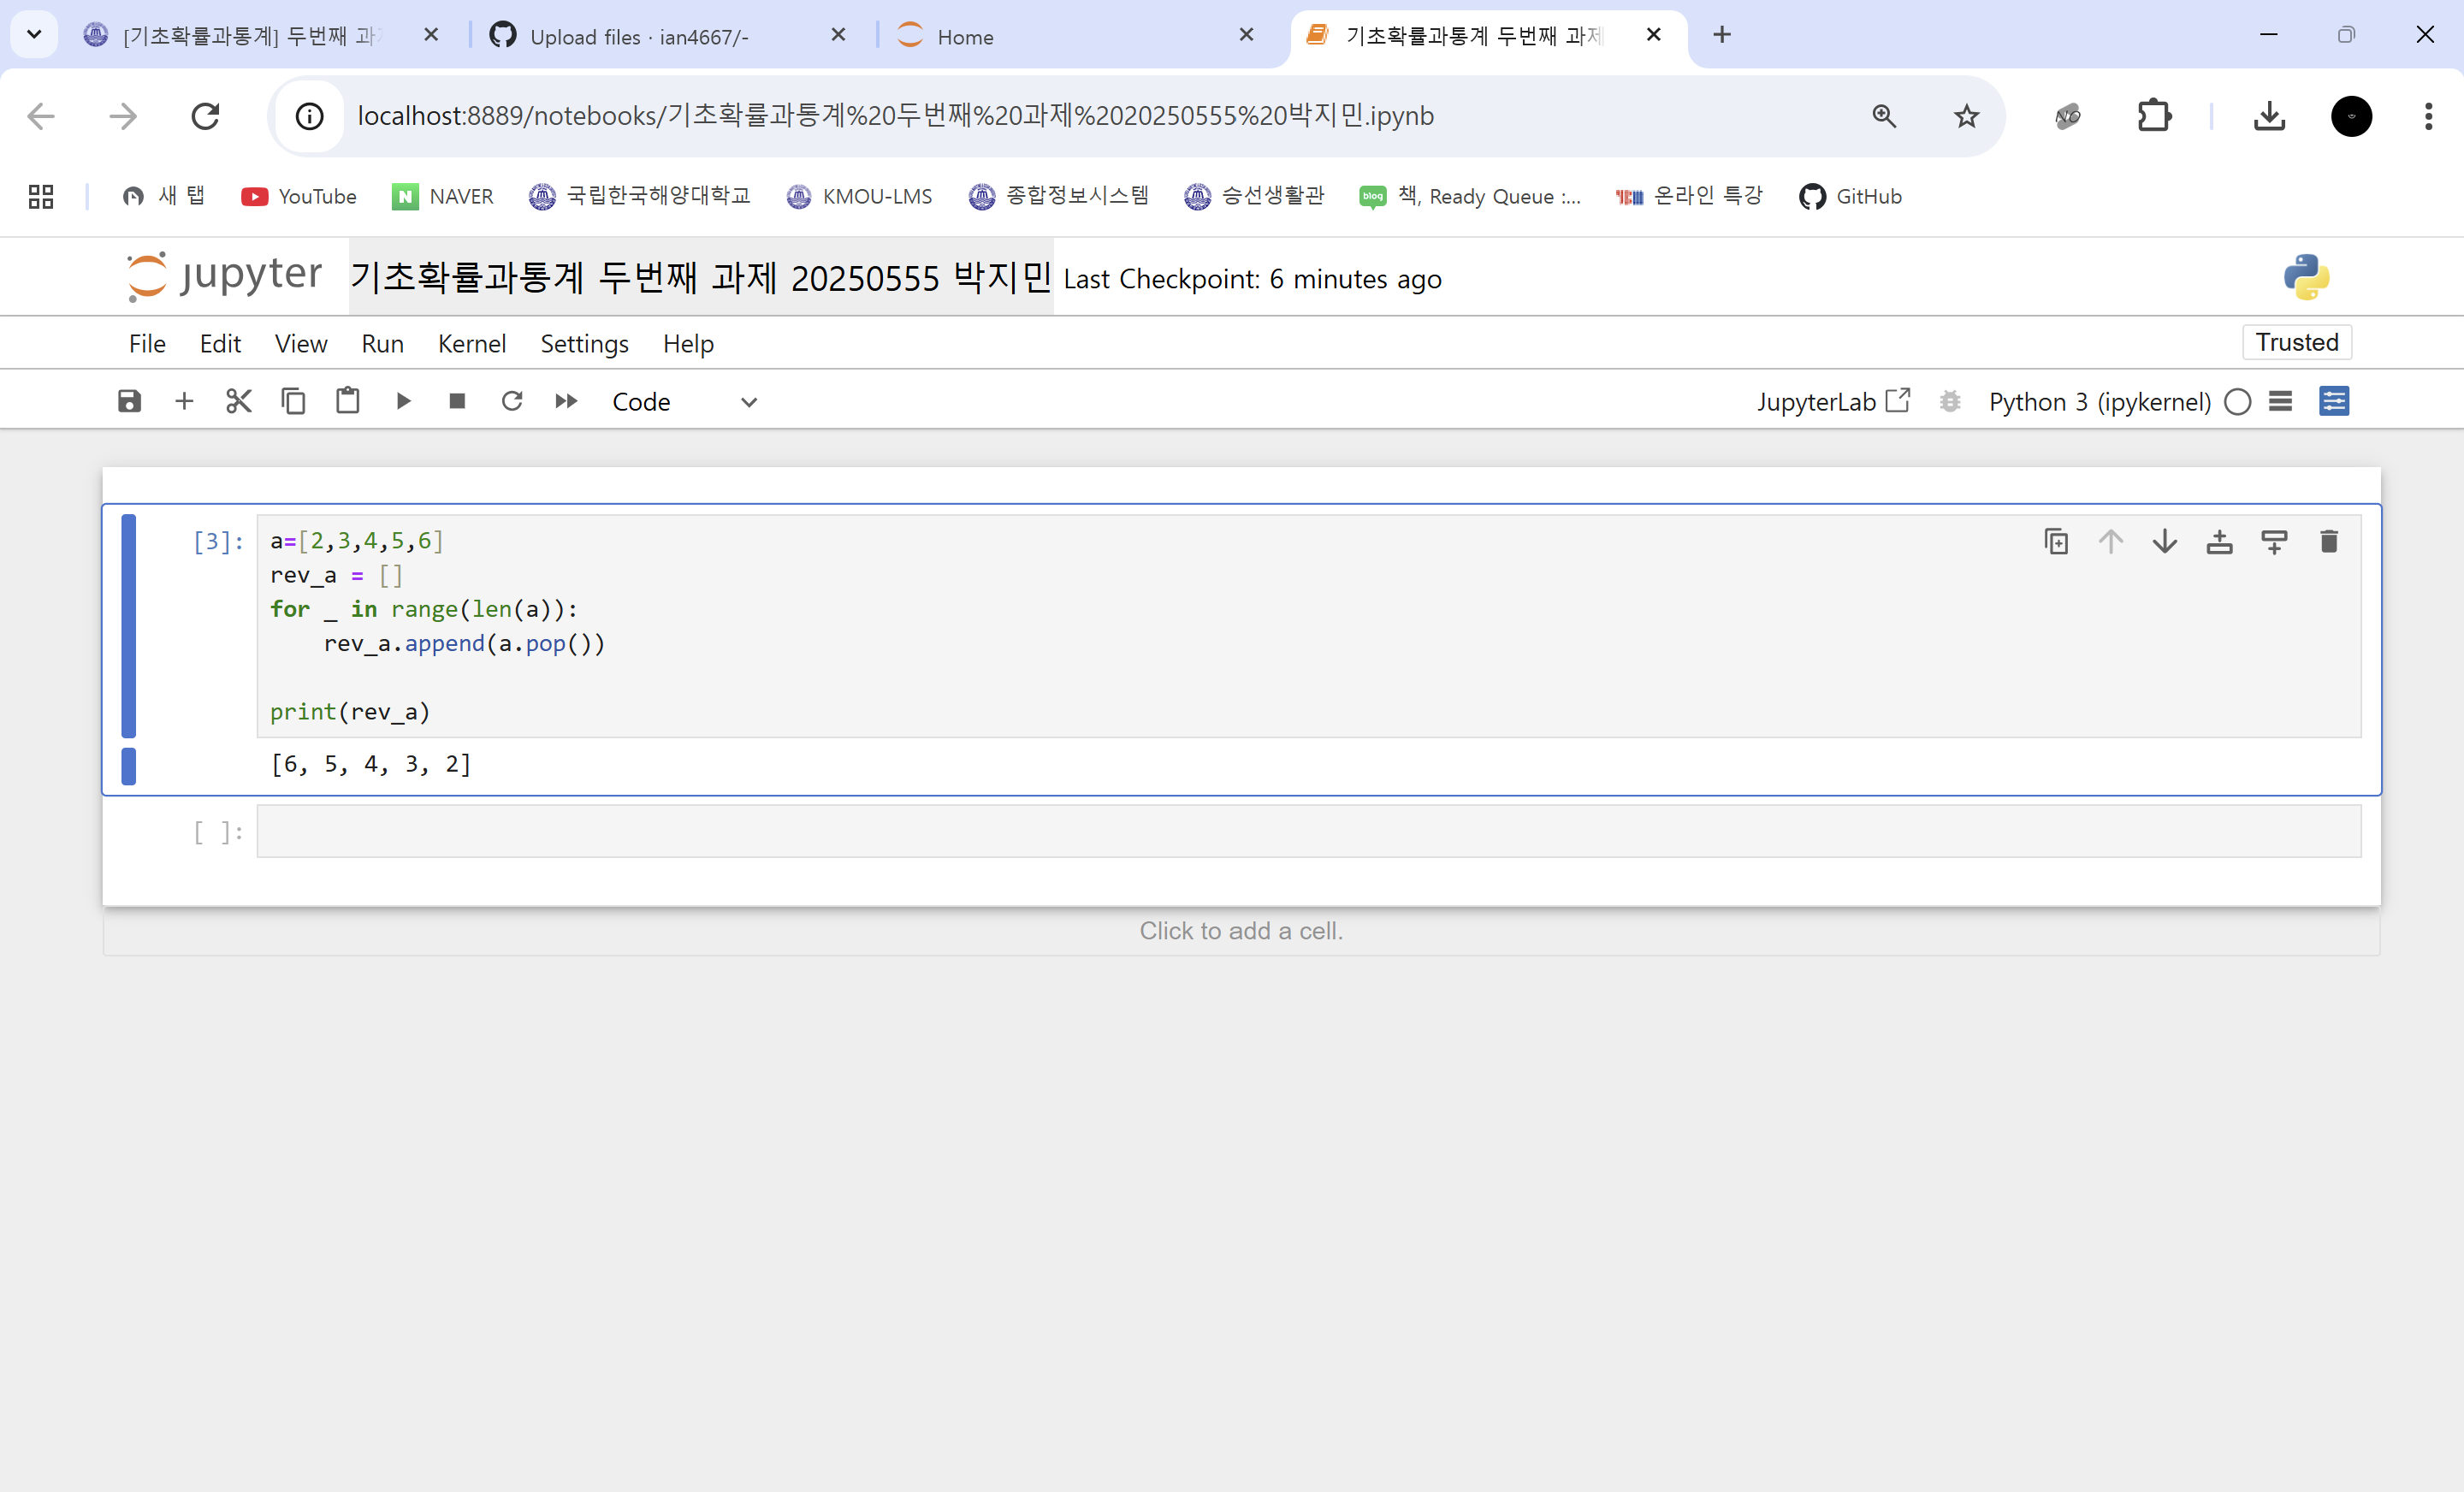 [기초확률과통계] 두번째 과
Upload files · ian4667/-
Home
기초확률과통계 두번째 과제
localhost:8889/notebooks/기초확률과통계%20두번째%20과제%2020250555%20박지민.ipynb
NO
새 탭
YouTube
N NAVER
국립한국해양대학교
KMOU-LMS
종합정보시스템
승선생활관
blog 책, Ready Queue :...
온라인 특강
GitHub
jupyter 기초확률과통계 두번째 과제 20250555 박지민 Last Checkpoint: 6 minutes ago
File Edit View Run Kernel Settings Help
Trusted
Code
JupyterLab
Python 3 (ipykernel)
[3]: a=[2,3,4,5,6]
rev_a = []
for _ in range(len(a)):
    rev_a.append(a.pop())
print(rev_a)
[6, 5, 4, 3, 2]
[ ]:
Click to add a cell.